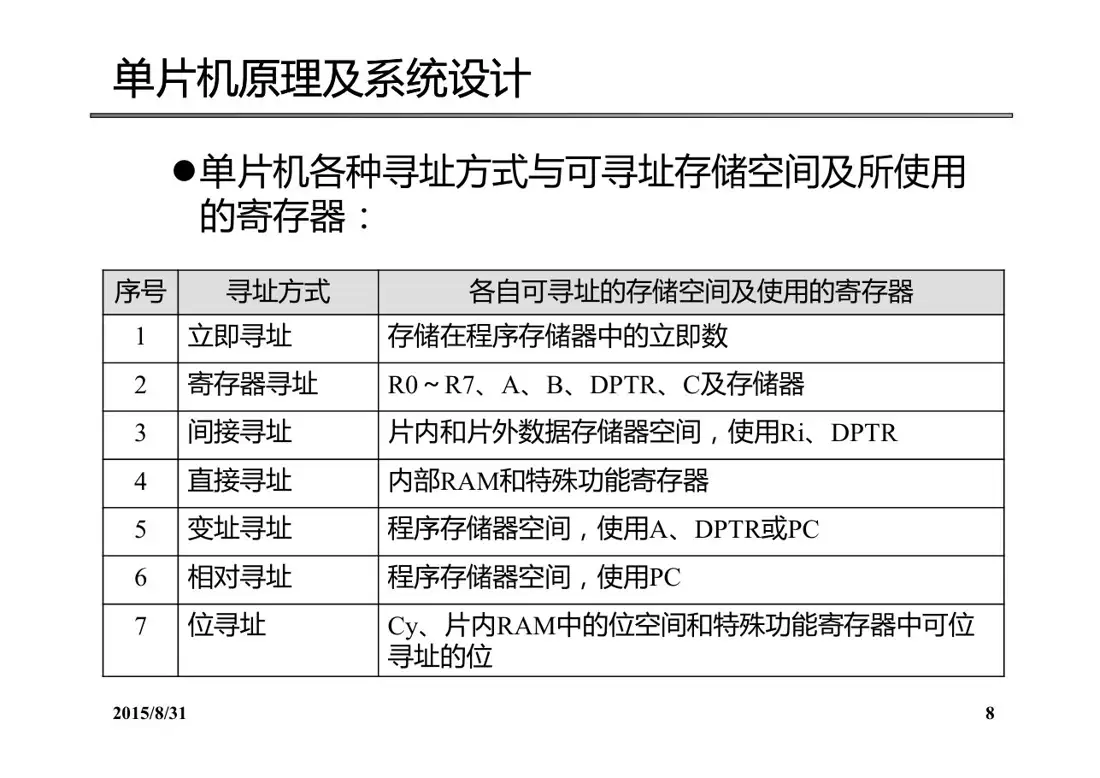 单片机原理及系统设计
●单片机各种寻址方式与可寻址存储空间及所使用
的寄存器：
序号 寻址方式 各自可寻址的存储空间及使用的寄存器
1 立即寻址 存储在程序存储器中的立即数
2 寄存器寻址 R0～R7、A、B、DPTR、C及存储器
3 间接寻址 片内和片外数据存储器空间，使用Ri、DPTR
4 直接寻址 内部RAM和特殊功能寄存器
5 变址寻址 程序存储器空间，使用A、DPTR或PC
6 相对寻址 程序存储器空间，使用PC
7 位寻址 Cy、片内RAM中的位空间和特殊功能寄存器中可位
寻址的位
2015/8/31 8